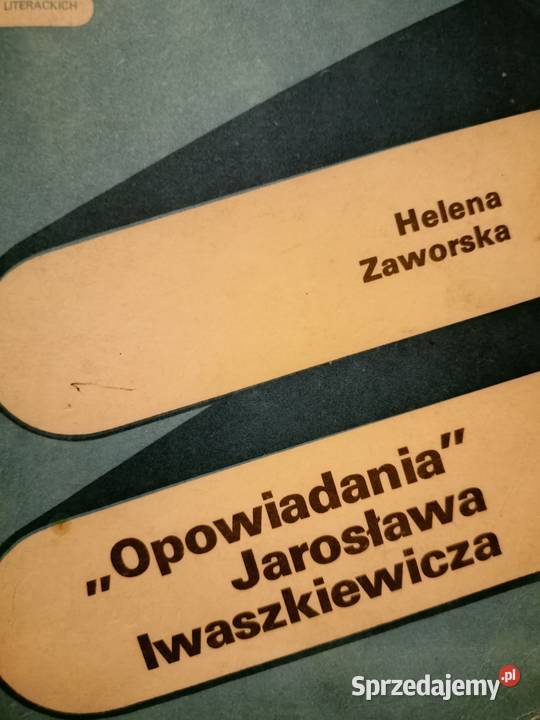 LITERACKICH
Helena
Zaworska
„Opowiadania”
Jarosława
Iwaszkiewicza
Sprzedajemy.pl